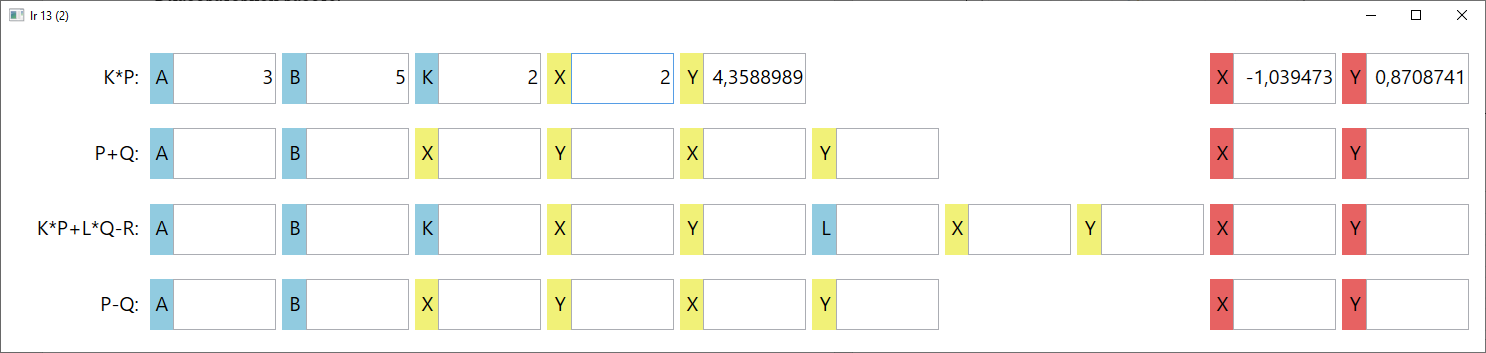 lr 13 (2)
K*P: A 3 B 5 K 2 X 2 Y 4,3588989 X -1,039473 Y 0,8708741
P+Q: A B X Y X Y X Y
K*P+L*Q-R: A B K X Y L X Y X Y
P-Q: A B X Y X Y X Y